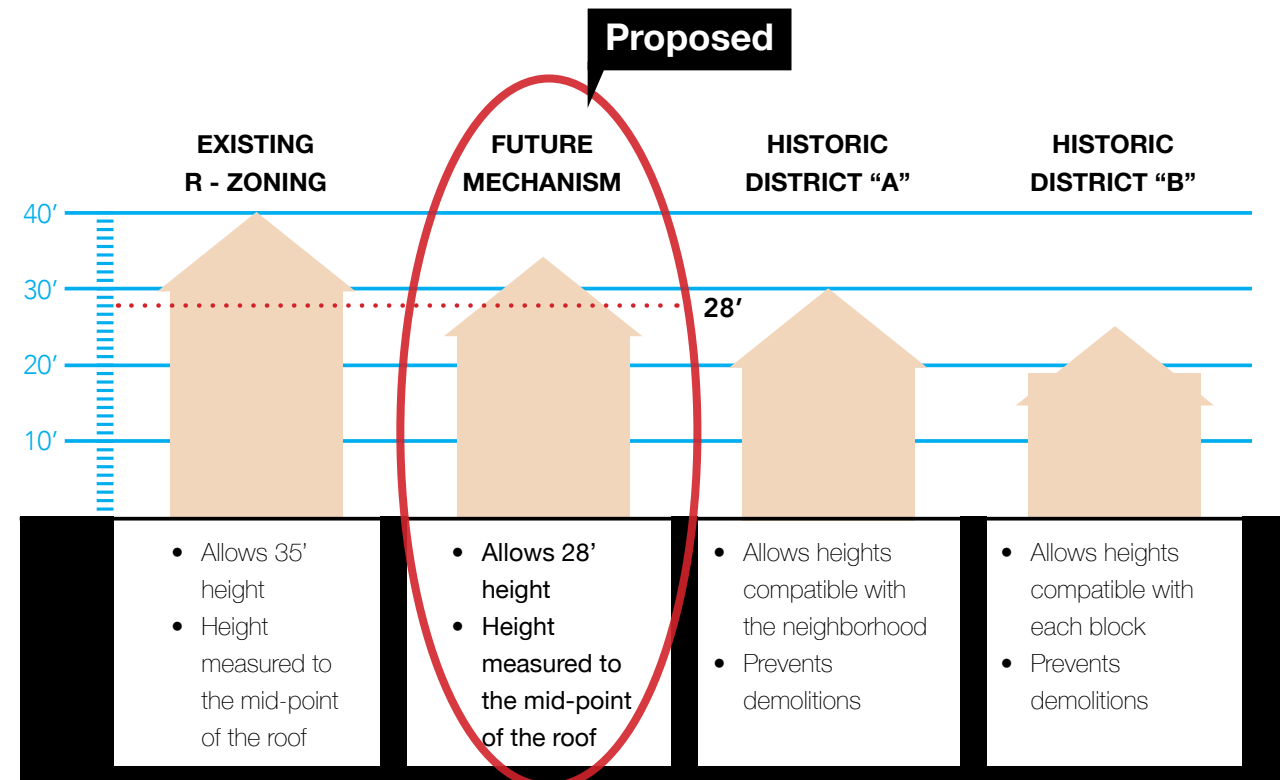 Proposed
EXISTING
R - ZONING
FUTURE
MECHANISM
HISTORIC
DISTRICT “A”
HISTORIC
DISTRICT “B”
40′
30′
28′
20′
10′
• Allows 35’
height
• Height
measured to
the mid-point
of the roof
• Allows 28’
height
• Height
measured to
the mid-point
of the roof
• Allows heights
compatible with
the neighborhood
• Prevents
demolitions
• Allows heights
compatible with
each block
• Prevents
demolitions